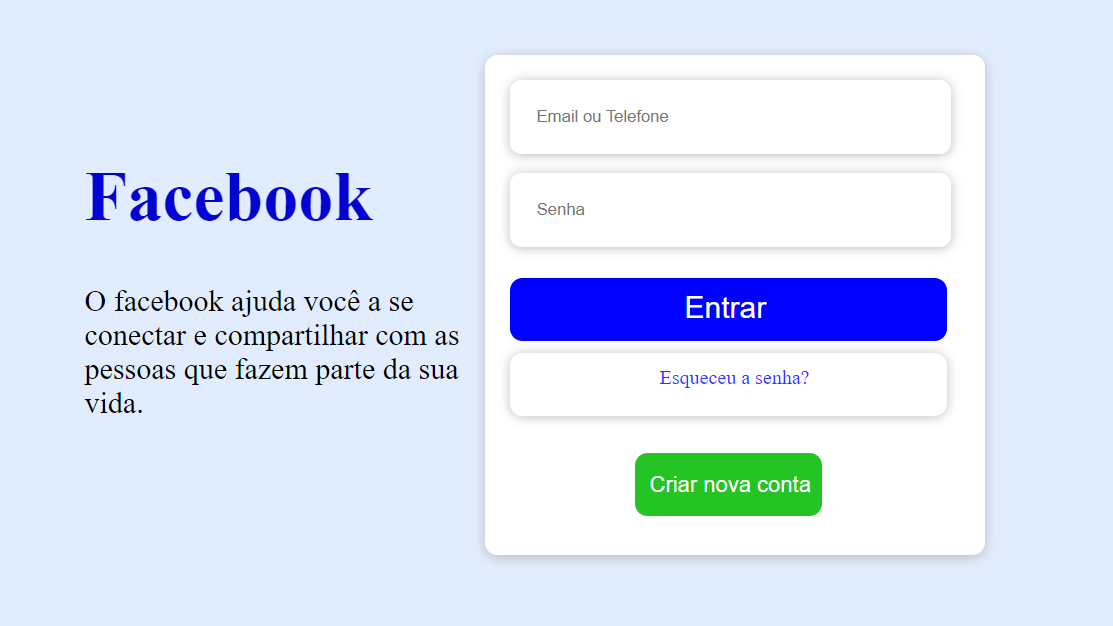 Facebook
O facebook ajuda você a se
conectar e compartilhar com as
pessoas que fazem parte da sua
vida.
Email ou Telefone
Senha
Entrar
Esqueceu a senha?
Criar nova conta